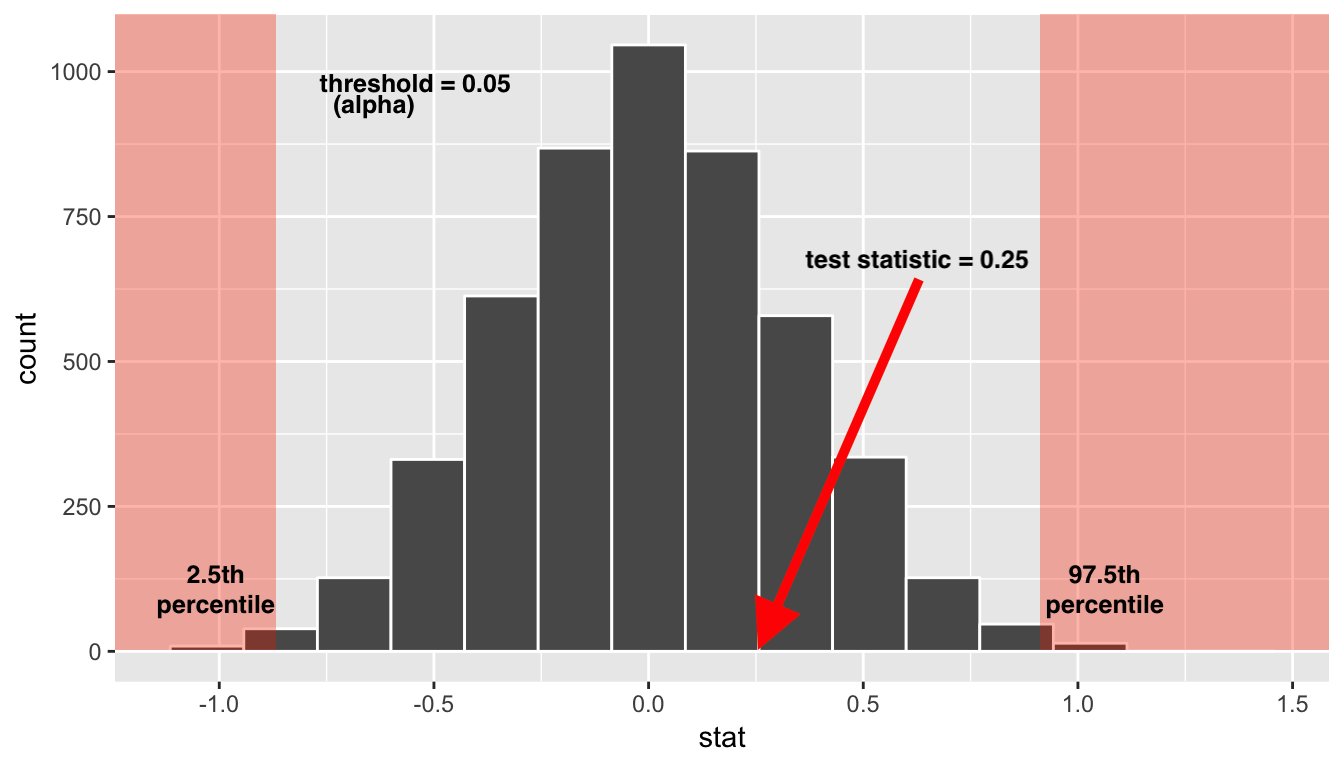 1000
750
500
250
0
count
threshold = 0.05
(alpha)
test statistic = 0.25
2.5th
percentile
97.5th
percentile
-1.0
-0.5
0.0
0.5
1.0
1.5
stat